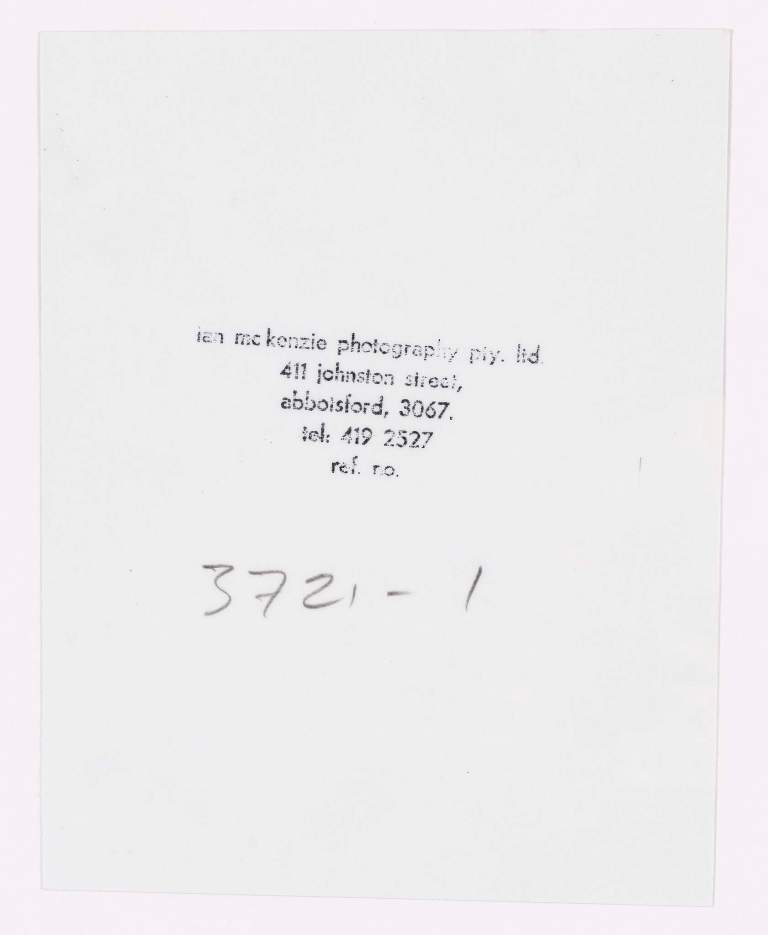 ian mckenzie photography pty. ltd.
411 johnston street,
abbotsford, 3067.
tel: 419 2527
ref. no.
3721 - 1